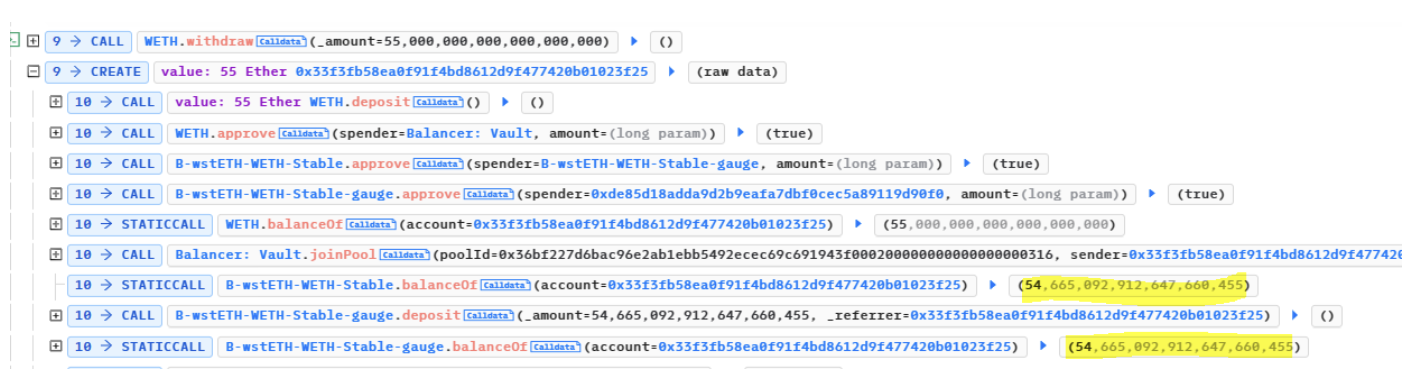 9 → CALL WETH.withdraw Calldata (_amount=55,000,000,000,000,000,000) ▸ ()
9 → CREATE value: 55 Ether 0x33f3fb58ea0f91f4bd8612d9f477420b01023f25 ▸ (raw data)
10 → CALL value: 55 Ether WETH.deposit Calldata () ▸ ()
10 → CALL WETH.approve Calldata (spender=Balancer: Vault, amount=(long param)) ▸ (true)
10 → CALL B-wstETH-WETH-Stable.approve Calldata (spender=B-wstETH-WETH-Stable-gauge, amount=(long param)) ▸ (true)
10 → CALL B-wstETH-WETH-Stable-gauge.approve Calldata (spender=0xde85d18adda9d2b9eafa7dbf0cec5a89119d90f0, amount=(long param)) ▸ (true)
10 → STATICCALL WETH.balanceOf Calldata (account=0x33f3fb58ea0f91f4bd8612d9f477420b01023f25) ▸ (55,000,000,000,000,000,000)
10 → CALL Balancer: Vault.joinPool Calldata (poolId=0x36bf227d6bac96e2ab1ebb5492ecec69c691943f000200000000000000000316, sender=0x33f3fb58ea0f91f4bd8612d9f47742
10 → STATICCALL B-wstETH-WETH-Stable.balanceOf Calldata (account=0x33f3fb58ea0f91f4bd8612d9f477420b01023f25) ▸ (54,665,092,912,647,660,455)
10 → CALL B-wstETH-WETH-Stable-gauge.deposit Calldata (_amount=54,665,092,912,647,660,455, _referrer=0x33f3fb58ea0f91f4bd8612d9f477420b01023f25) ▸ ()
10 → STATICCALL B-wstETH-WETH-Stable-gauge.balanceOf Calldata (account=0x33f3fb58ea0f91f4bd8612d9f477420b01023f25) ▸ (54,665,092,912,647,660,455)